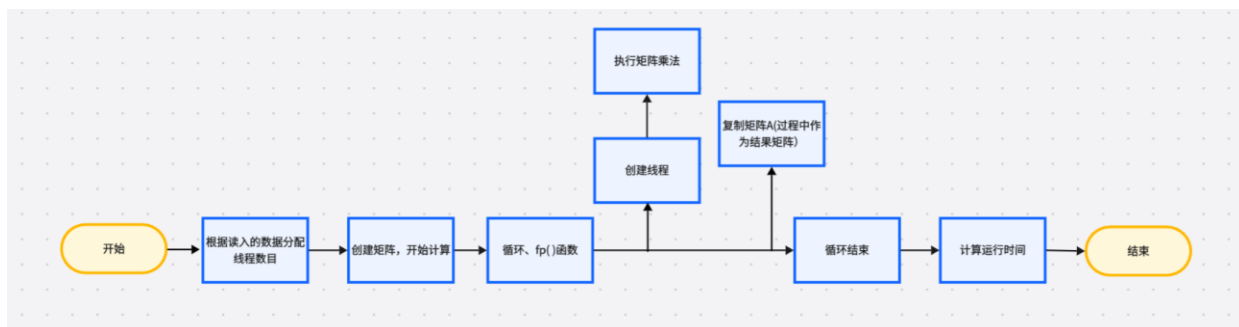 执行矩阵乘法
复制矩阵A(过程中作
为结果矩阵）
创建线程
开始
根据读入的数据分配
线程数目
创建矩阵，开始计算
循环、fp( )函数
循环结束
计算运行时间
结束